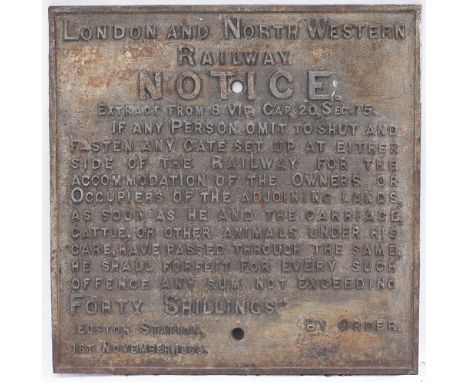 LONDON AND NORTH WESTERN
RAILWAY
NOTICE
EXTRACT FROM 8 VIC. CAP, 20, SEC. 75.
IF ANY PERSON OMIT TO SHUT AND
FASTEN ANY GATE SET UP AT EITHER
SIDE OF THE RAILWAY FOR THE
ACCOMMODATION OF THE OWNERS OR
OCCUPIERS OF THE ADJOINING LANDS
AS SOON AS HE AND THE CARRIAGE
CATTLE, OR OTHER ANIMALS UNDER HIS
CARE, HAVE PASSED THROUGH THE SAME,
HE SHALL FORFEIT FOR EVERY SUCH
OFFENCE ANY SUM NOT EXCEEDING
FORTY SHILLINGS."
EUSTON STATION, BY ORDER.
1ST NOVEMBER,